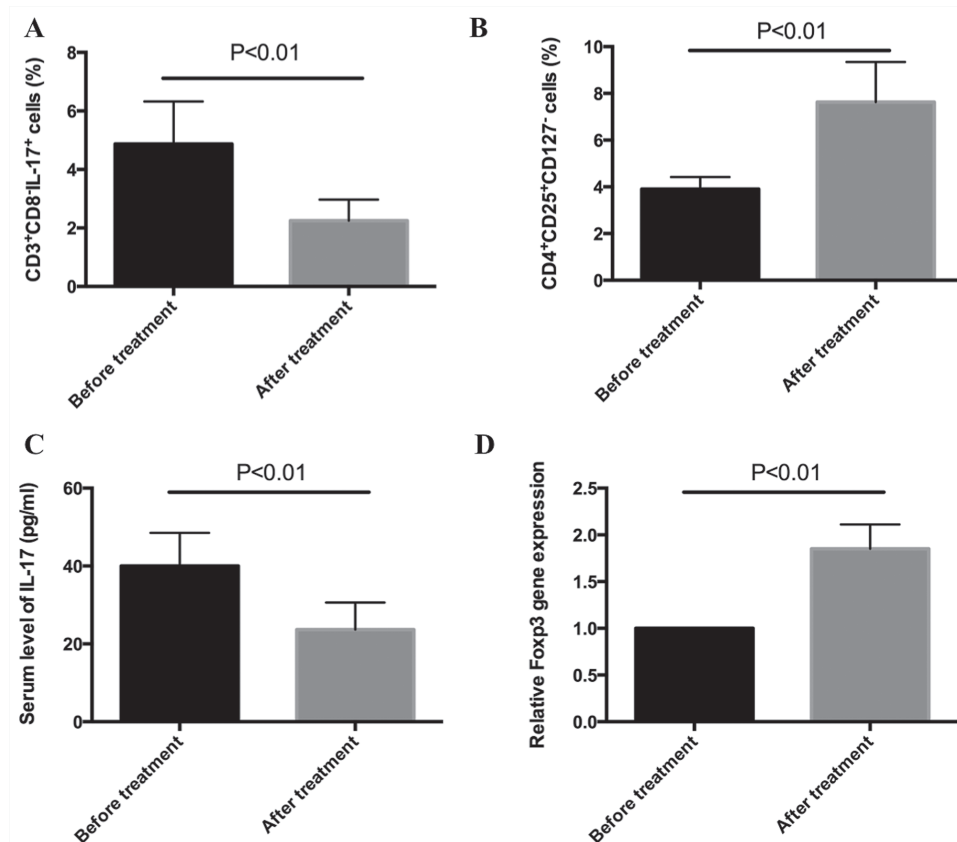 A
CD3⁺CD8⁻IL-17⁺ cells (%)
8
6
4
2
0
P<0.01
Before treatment
After treatment
B
CD4⁺CD25⁺CD127⁻ cells (%)
10
8
6
4
2
0
P<0.01
Before treatment
After treatment
C
Serum level of IL-17 (pg/ml)
60
40
20
0
P<0.01
Before treatment
After treatment
D
Relative Foxp3 gene expression
2.5
2.0
1.5
1.0
0.5
0.0
P<0.01
Before treatment
After treatment